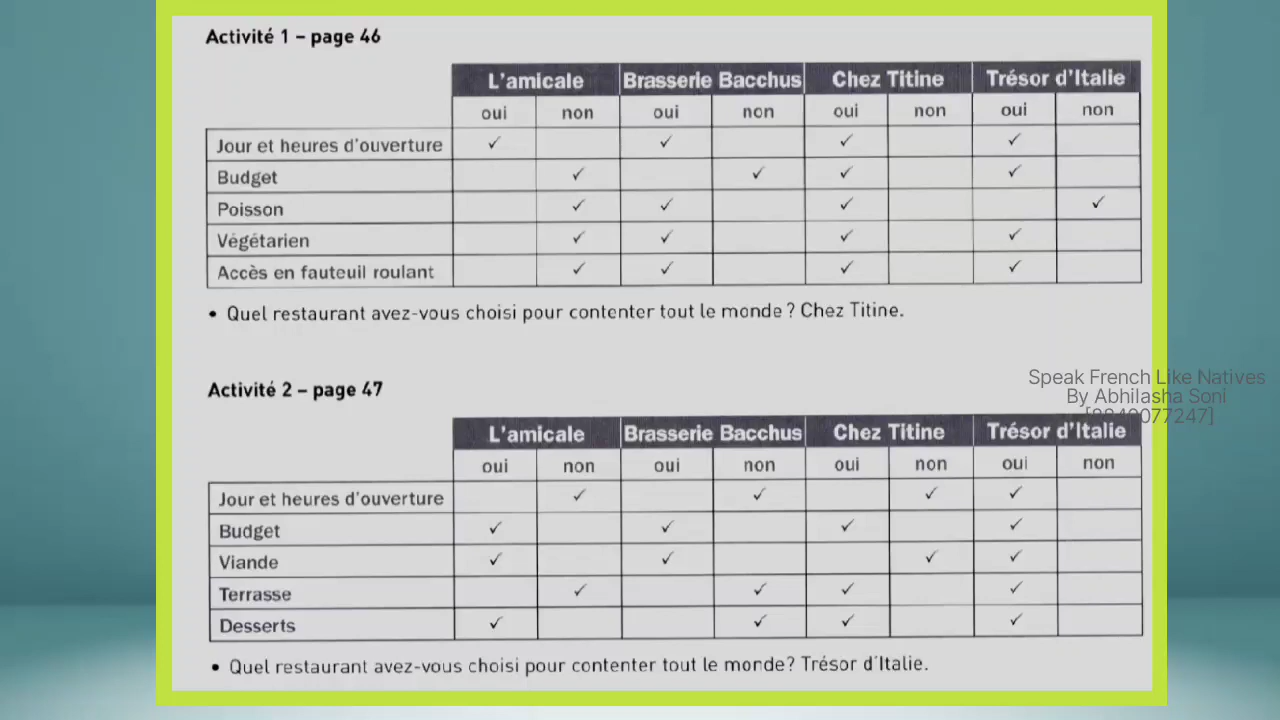 Activité 1 – page 46
L'amicale Brasserie Bacchus Chez Titine Trésor d'Italie
oui non oui non oui non oui non
Jour et heures d'ouverture ✓ ✓ ✓ ✓
Budget ✓ ✓ ✓ ✓
Poisson ✓ ✓ ✓ ✓
Végétarien ✓ ✓ ✓ ✓
Accès en fauteuil roulant ✓ ✓ ✓ ✓
• Quel restaurant avez-vous choisi pour contenter tout le monde ? Chez Titine.
Activité 2 – page 47
Speak French Like Natives
By Abhilasha Soni
L'amicale Brasserie Bacchus Chez Titine Trésor d'Italie
oui non oui non oui non oui non
Jour et heures d'ouverture ✓ ✓ ✓ ✓
Budget ✓ ✓ ✓ ✓
Viande ✓ ✓ ✓ ✓
Terrasse ✓ ✓ ✓ ✓
Desserts ✓ ✓ ✓ ✓
• Quel restaurant avez-vous choisi pour contenter tout le monde? Trésor d'Italie.